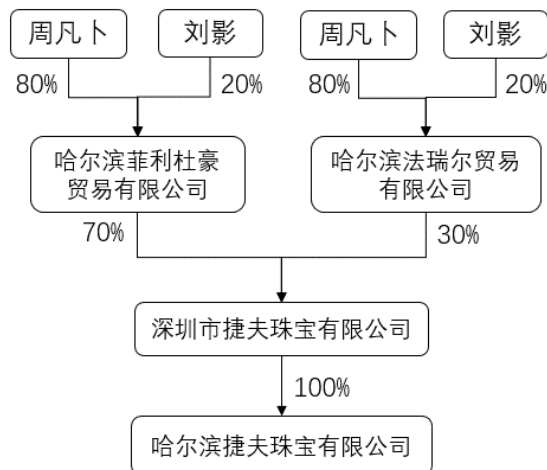 周凡卜
刘影
周凡卜
刘影
80%
20%
80%
20%
哈尔滨菲利杜豪
贸易有限公司
哈尔滨法瑞尔贸易
有限公司
70%
30%
深圳市捷夫珠宝有限公司
100%
哈尔滨捷夫珠宝有限公司